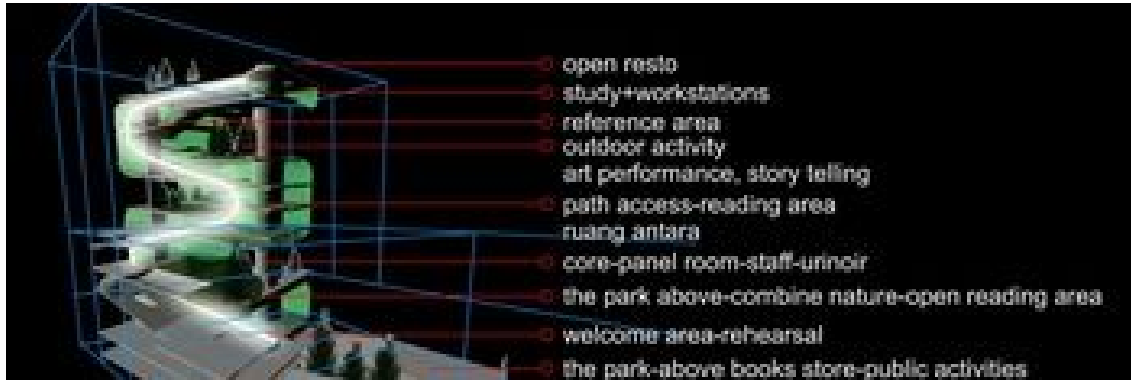 open resto
study+workstations
reference area
outdoor activity
art performance, story telling
path access-reading area
ruang antara
core-panel room-staff-urinoir
the park above-combine nature-open reading area
welcome area-rehearsal
the park-above books store-public activities